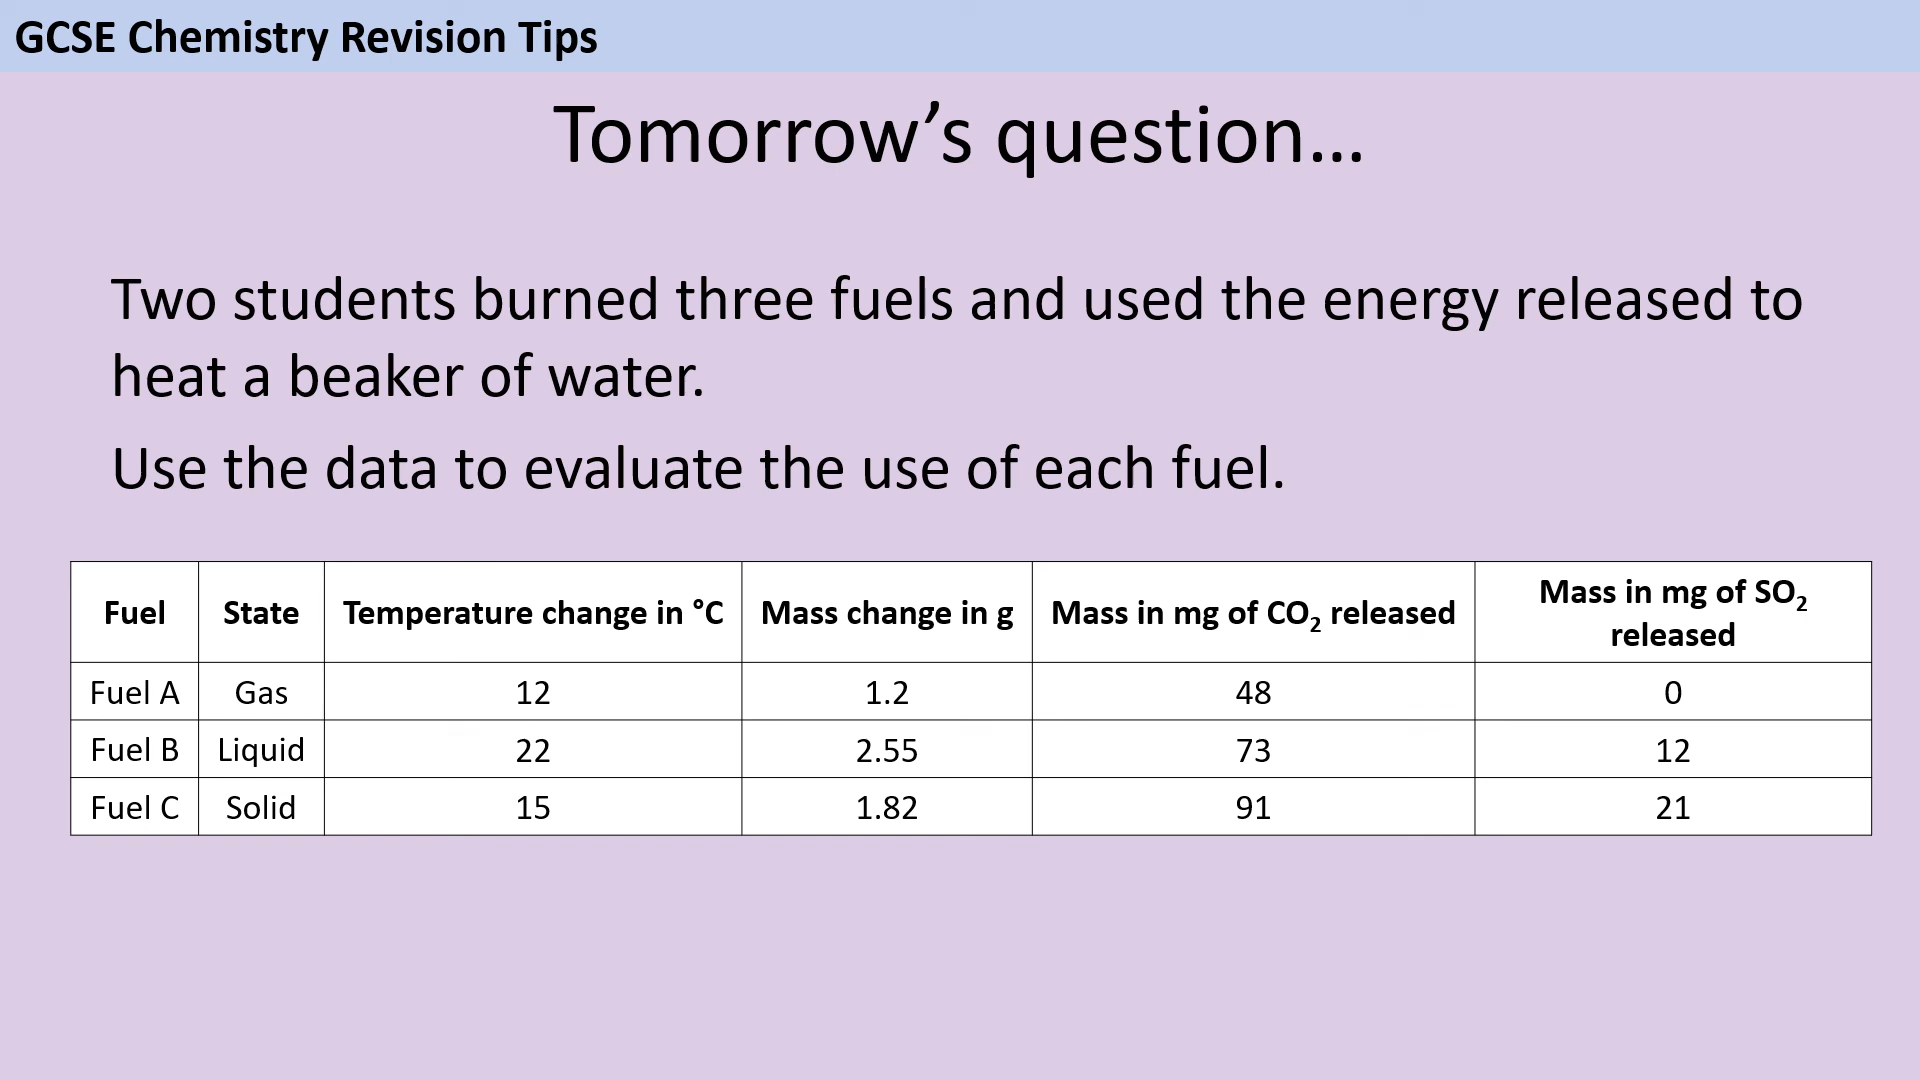 GCSE Chemistry Revision Tips
Tomorrow’s question…
Two students burned three fuels and used the energy released to
heat a beaker of water.
Use the data to evaluate the use of each fuel.
Fuel State Temperature change in °C Mass change in g Mass in mg of CO₂ released Mass in mg of SO₂
released
Fuel A Gas 12 1.2 48 0
Fuel B Liquid 22 2.55 73 12
Fuel C Solid 15 1.82 91 21